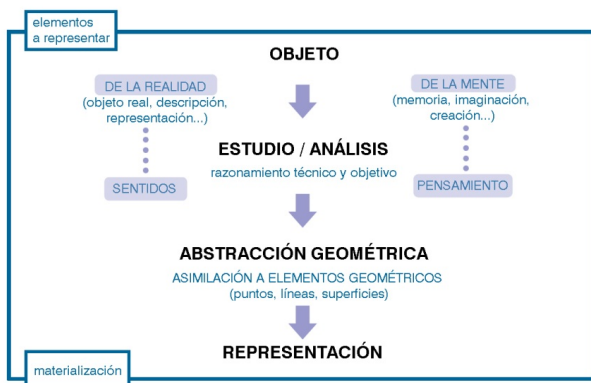 elementos
a representar
OBJETO
DE LA REALIDAD
(objeto real, descripción,
representación...)
DE LA MENTE
(memoria, imaginación,
creación...)
ESTUDIO / ANÁLISIS
razonamiento técnico y objetivo
SENTIDOS
PENSAMIENTO
ABSTRACCIÓN GEOMÉTRICA
ASIMILACIÓN A ELEMENTOS GEOMÉTRICOS
(puntos, líneas, superficies)
REPRESENTACIÓN
materialización